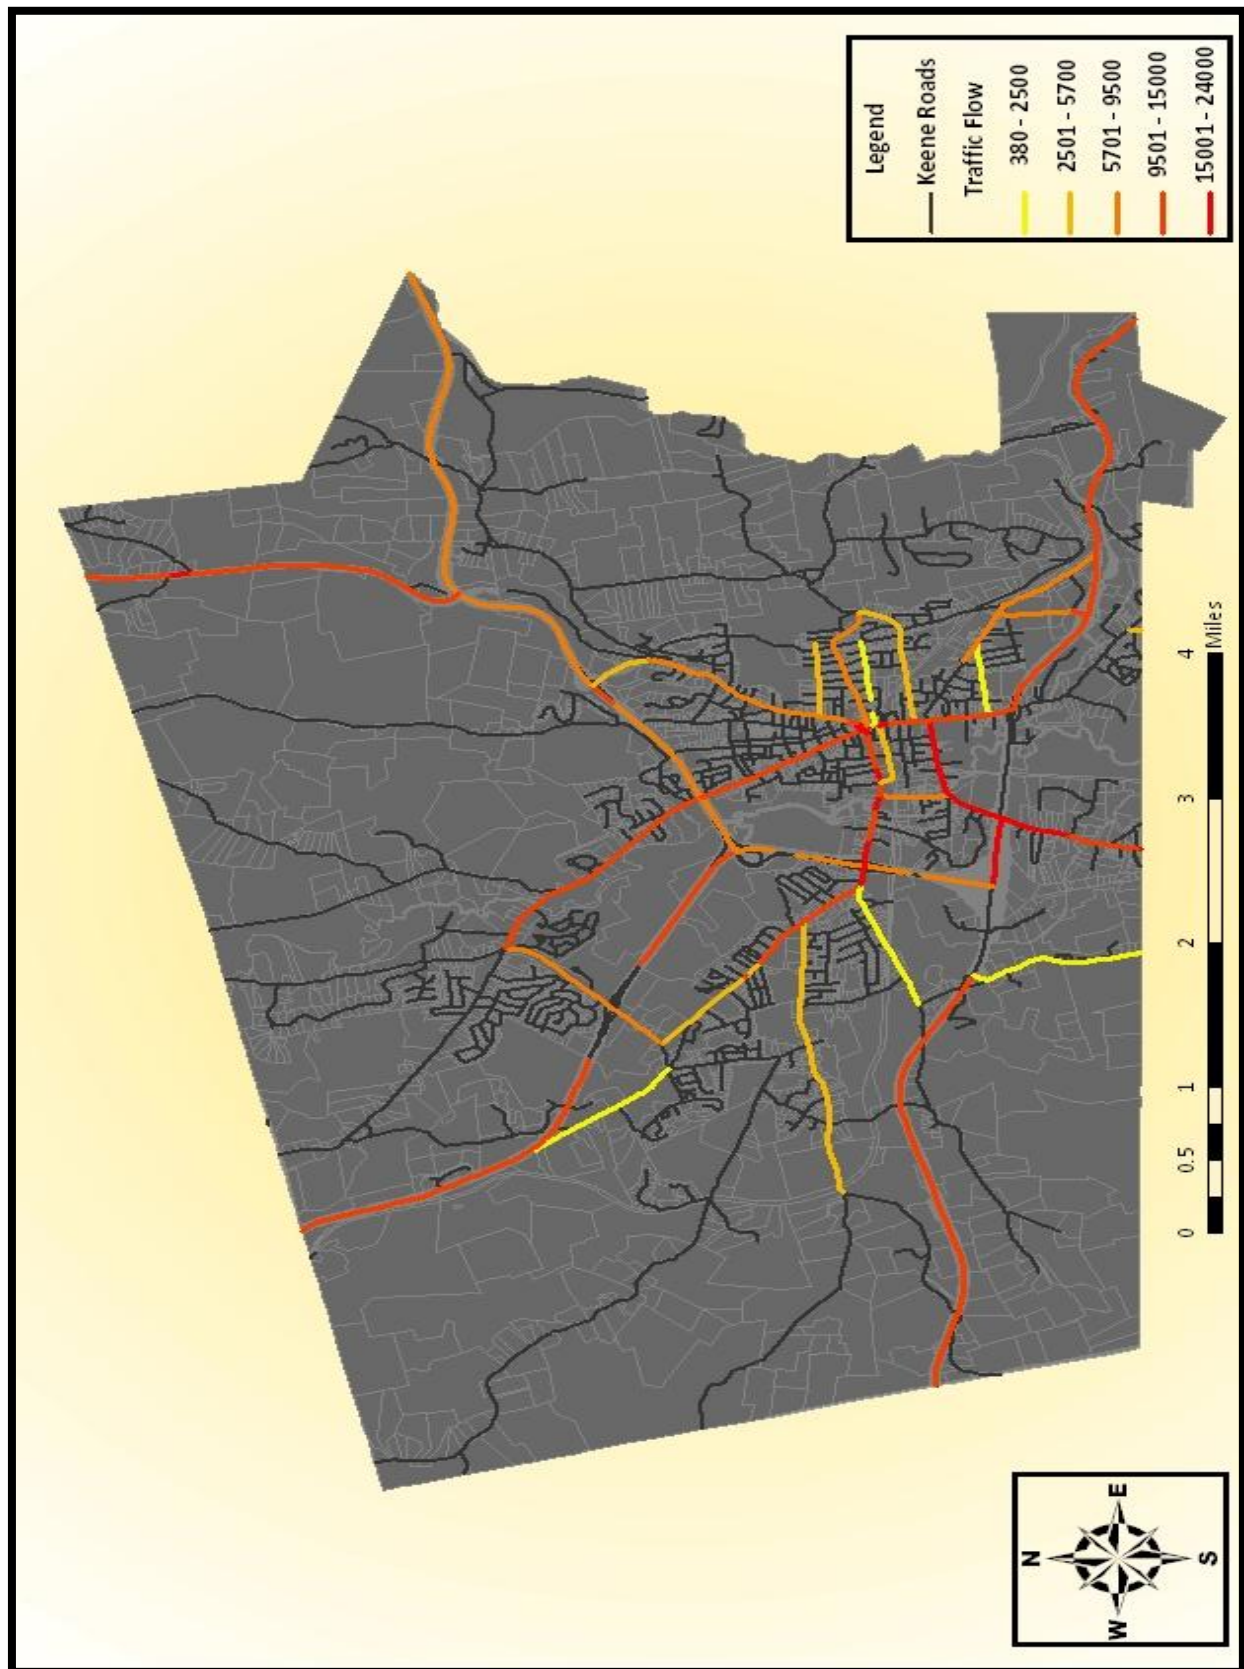 Legend
Keene Roads
Traffic Flow
380 - 2500
2501 - 5700
5701 - 9500
9501 - 15000
15001 - 24000
0 0.5 1 2 3 4
Miles
N
W E
S